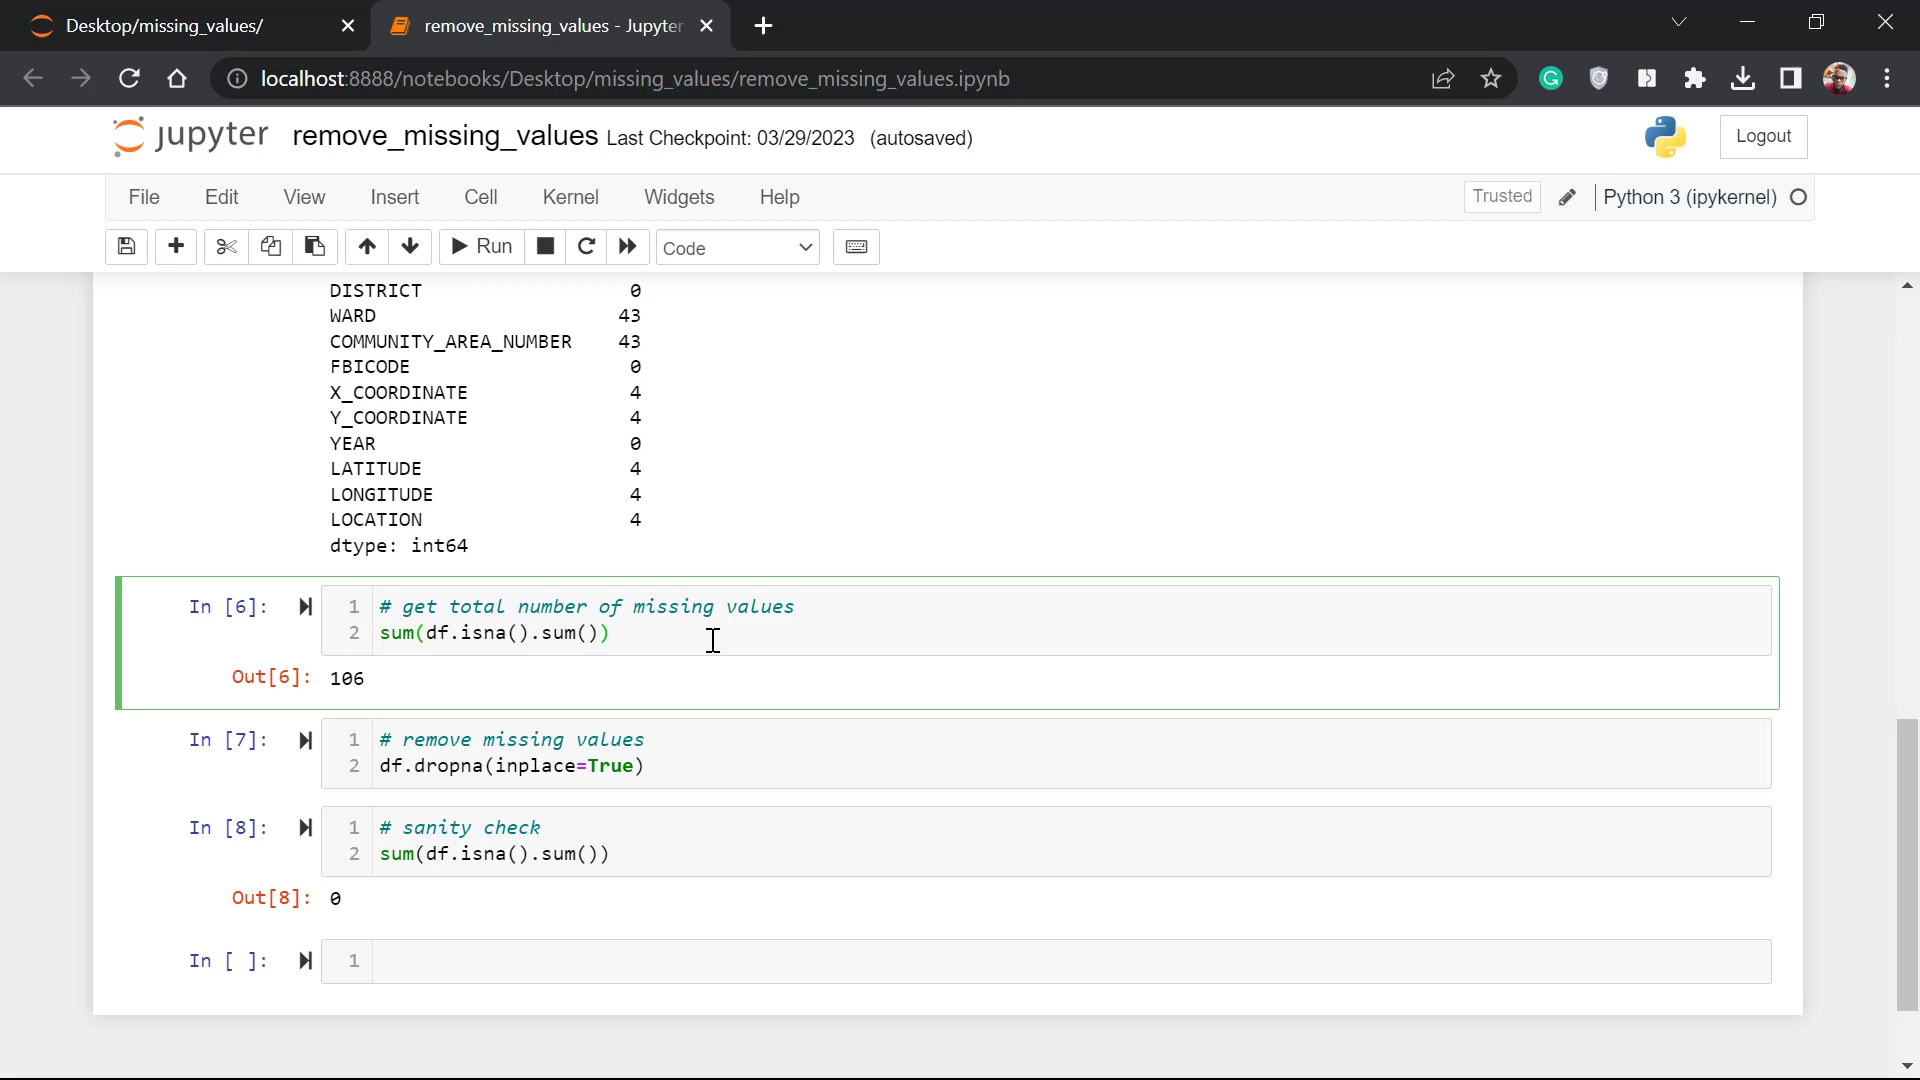 Desktop/missing_values/
remove_missing_values - Jupyter
localhost:8888/notebooks/Desktop/missing_values/remove_missing_values.ipynb
jupyter remove_missing_values Last Checkpoint: 03/29/2023 (autosaved)
Logout
File Edit View Insert Cell Kernel Widgets Help
Trusted Python 3 (ipykernel)
Run Code
DISTRICT 0
WARD 43
COMMUNITY_AREA_NUMBER 43
FBICODE 0
X_COORDINATE 4
Y_COORDINATE 4
YEAR 0
LATITUDE 4
LONGITUDE 4
LOCATION 4
dtype: int64
In [6]: 1 # get total number of missing values
2 sum(df.isna().sum())
Out[6]: 106
In [7]: 1 # remove missing values
2 df.dropna(inplace=True)
In [8]: 1 # sanity check
2 sum(df.isna().sum())
Out[8]: 0
In [ ]: 1